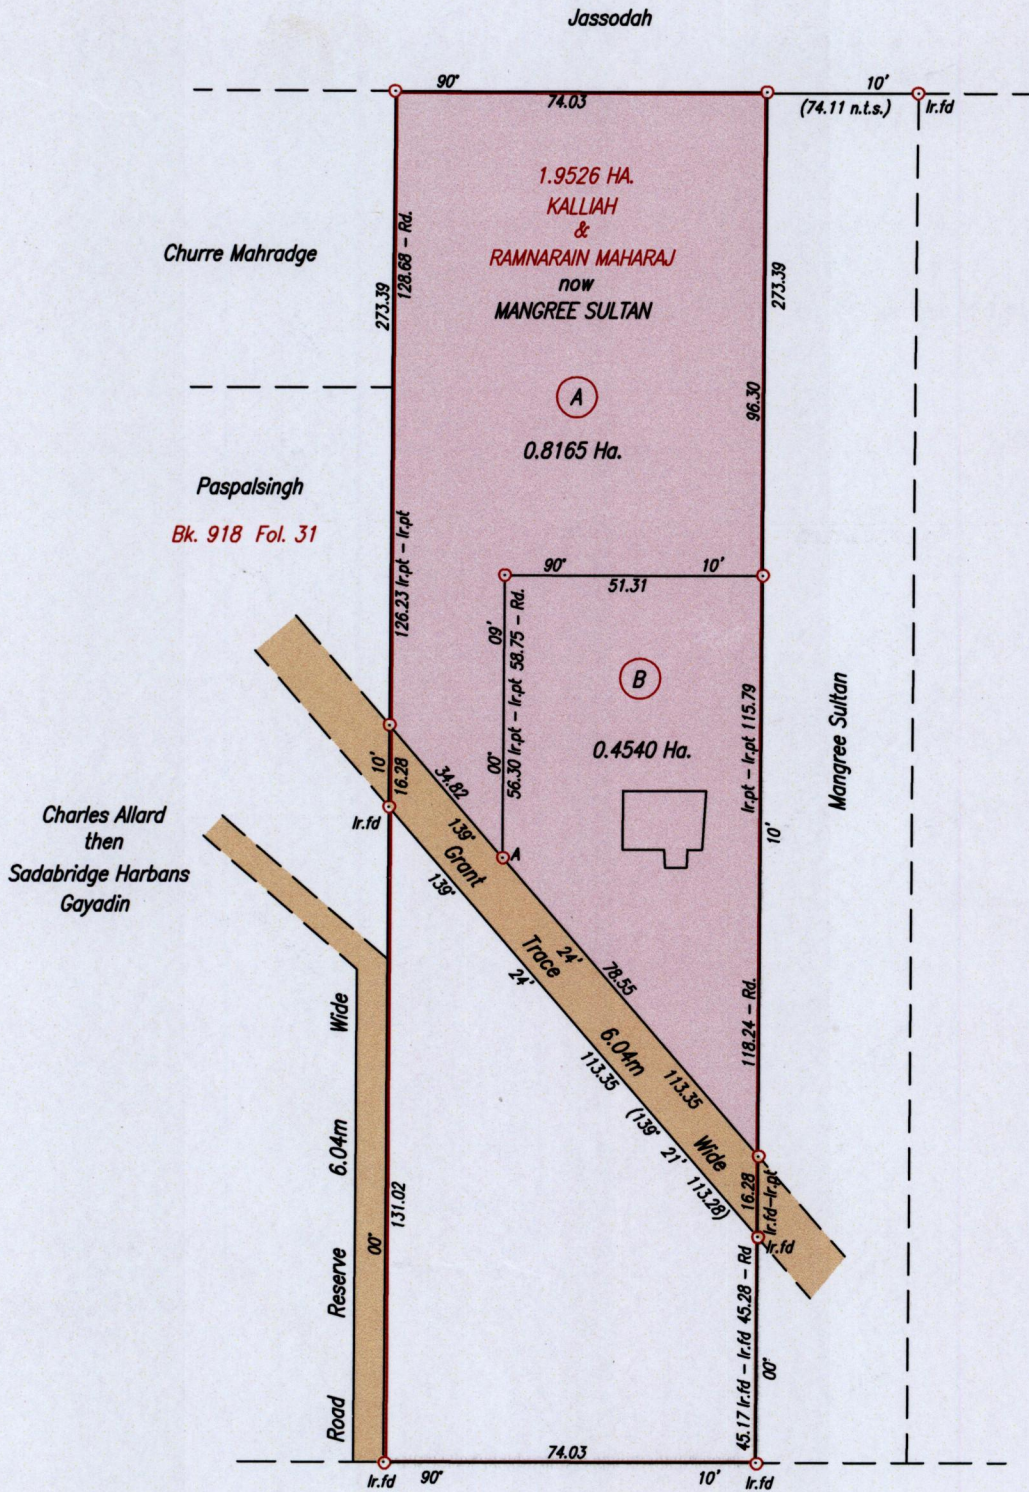 Jassodah
90°
10'
74.03
(74.11 n.t.s.)
Ir.fd
1.9526 HA.
KALLIAH
&
RAMNARAIN MAHARAJ
now
MANGREE SULTAN
Churre Mahradge
273.39
128.68 - Rd.
273.39
A
96.30
0.8165 Ha.
Paspalsingh
Bk. 918 Fol. 31
126.23 Ir.pt - Ir.pt
90°
10'
51.31
09'
00°
56.30 Ir.pt - Ir.pt 58.75 - Rd.
B
0.4540 Ha.
Ir.pt - Ir.pt 115.79
10'
118.24 - Rd.
Mangree Sultan
10'
16.28
34.82
139°
Ir.fd
A
Charles Allard
then
Sadabridge Harbans
Gayadin
Grant Trace 6.04m Wide
139°
24'
24'
78.55
113.35
113.35
(139° 21' 113.28)
16.28
Ir.fd-Ir.pt
Ir.fd
Road Reserve 6.04m Wide
00°
131.02
45.17 Ir.fd - Ir.fd 45.28 - Rd
00°
74.03
Ir.fd
90°
10'
Ir.fd